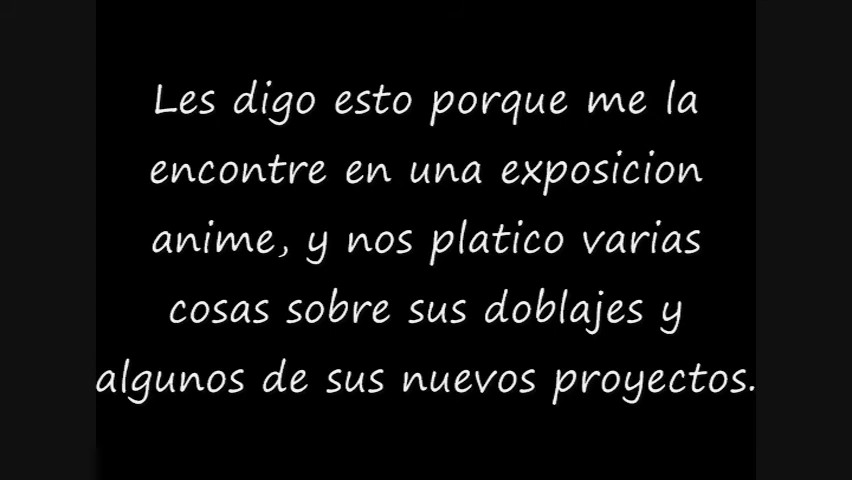 Les digo esto porque me la
encontre en una exposicion
anime, y nos platico varias
cosas sobre sus doblajes y
algunos de sus nuevos proyectos.